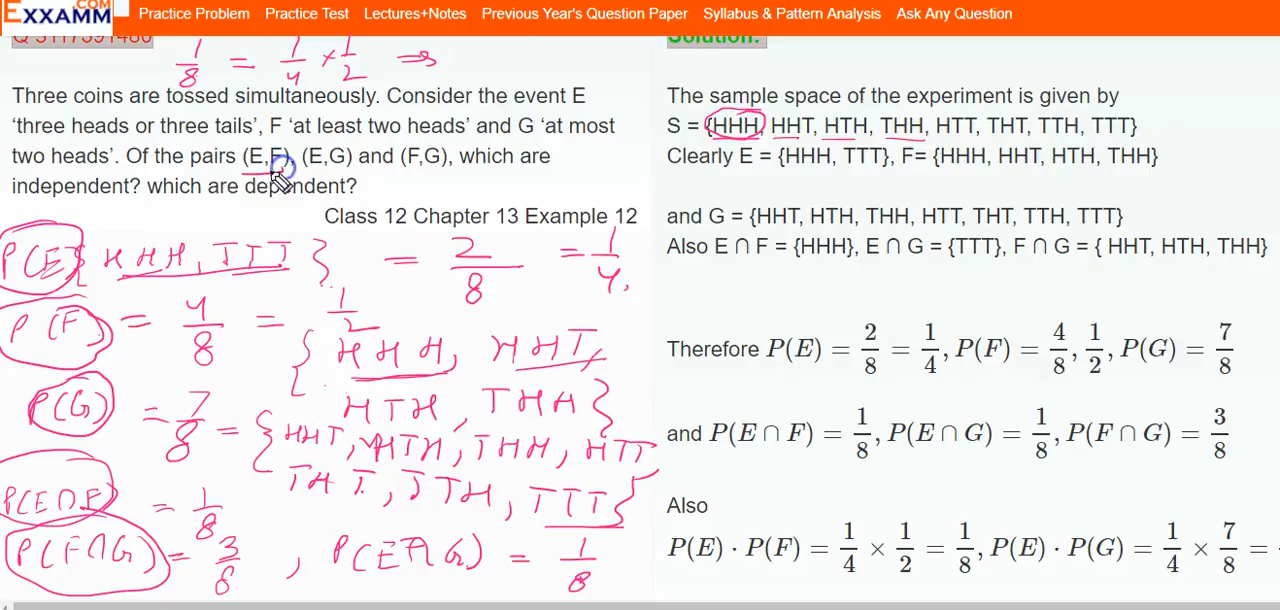 EXXAMM
.COM
Practice Problem Practice Test Lectures+Notes Previous Year's Question Paper Syllabus & Pattern Analysis Ask Any Question
1/8 = 1/4 × 1/2 ⇒
Three coins are tossed simultaneously. Consider the event E
'three heads or three tails', F 'at least two heads' and G 'at most
two heads'. Of the pairs (E,F), (E,G) and (F,G), which are
independent? which are dependent?
Class 12 Chapter 13 Example 12
P(E) { HHH, TTT } = 2/8 = 1/4,
P(F) = 4/8 = 1/2
{ HHH, HHT,
HTH, THH }
P(G) = 7/8 = { HHT, HTH, THH, HTT
THT, TTH, TTT }
P(E∩F) = 1/8
P(F∩G) = 3/8, P(E∩G) = 1/8
Solution:
The sample space of the experiment is given by
S = {HHH, HHT, HTH, THH, HTT, THT, TTH, TTT}
Clearly E = {HHH, TTT}, F= {HHH, HHT, HTH, THH}
and G = {HHT, HTH, THH, HTT, THT, TTH, TTT}
Also E ∩ F = {HHH}, E ∩ G = {TTT}, F ∩ G = { HHT, HTH, THH}
Therefore P(E) = 2/8 = 1/4, P(F) = 4/8, 1/2, P(G) = 7/8
and P(E ∩ F) = 1/8, P(E ∩ G) = 1/8, P(F ∩ G) = 3/8
Also
P(E) · P(F) = 1/4 × 1/2 = 1/8, P(E) · P(G) = 1/4 × 7/8 =